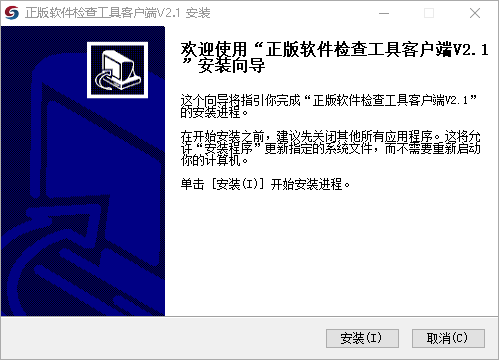 正版软件检查工具客户端V2.1 安装
欢迎使用“正版软件检查工具客户端V2.1
”安装向导
这个向导将指引你完成“正版软件检查工具客户端V2.1”
的安装进程。
在开始安装之前，建议先关闭其他所有应用程序。这将允
许“安装程序”更新指定的系统文件，而不需要重新启动
你的计算机。
单击 [安装(I)] 开始安装进程。
安装(I)
取消(C)